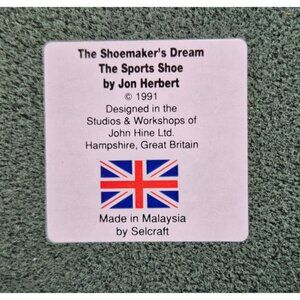 The Shoemaker's Dream
The Sports Shoe
by Jon Herbert
© 1991
Designed in the
Studios & Workshops of
John Hine Ltd.
Hampshire, Great Britain
Made in Malaysia
by Selcraft